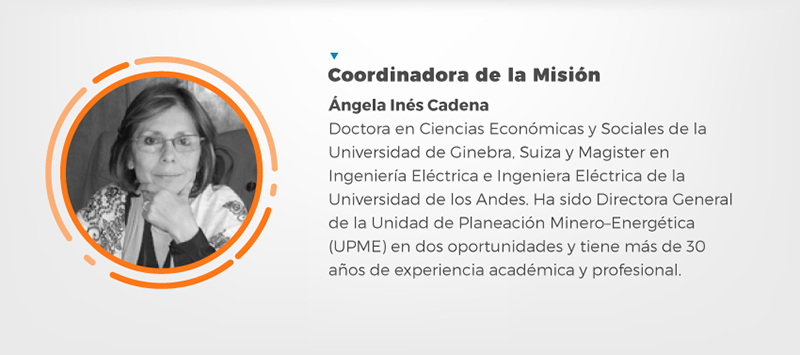 Coordinadora de la Misión
Ángela Inés Cadena
Doctora en Ciencias Económicas y Sociales de la
Universidad de Ginebra, Suiza y Magister en
Ingeniería Eléctrica e Ingeniera Eléctrica de la
Universidad de los Andes. Ha sido Directora General
de la Unidad de Planeación Minero–Energética
(UPME) en dos oportunidades y tiene más de 30
años de experiencia académica y profesional.